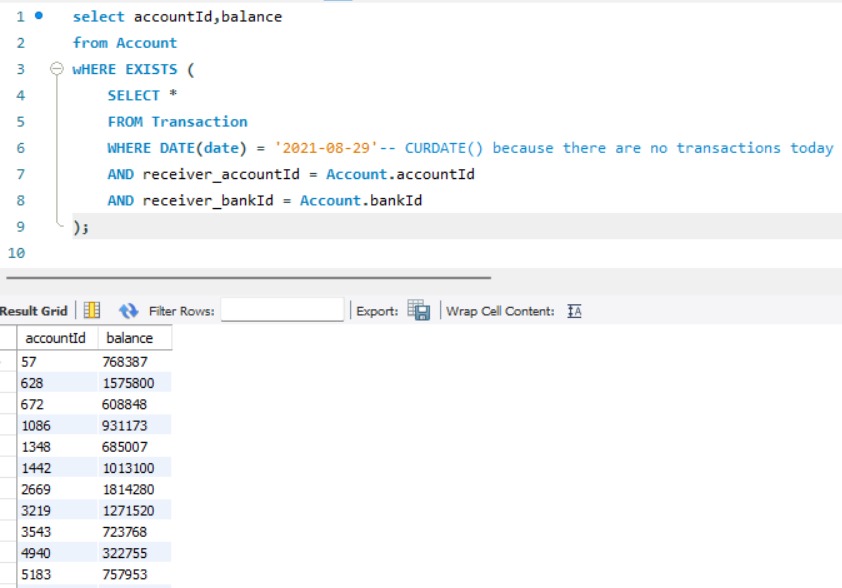 1 select accountId,balance
2 from Account
3 wHERE EXISTS (
4 SELECT *
5 FROM Transaction
6 WHERE DATE(date) = '2021-08-29'-- CURDATE() because there are no transactions today
7 AND receiver_accountId = Account.accountId
8 AND receiver_bankId = Account.bankId
9 );
10
Result Grid Filter Rows: Export: Wrap Cell Content: IA
accountId balance
57 768387
628 1575800
672 608848
1086 931173
1348 685007
1442 1013100
2669 1814280
3219 1271520
3543 723768
4940 322755
5183 757953